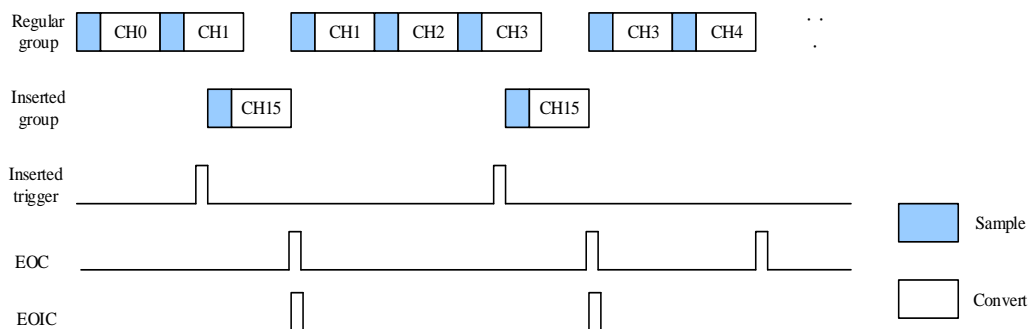 Regular
group
CH0 CH1 CH1 CH2 CH3 CH3 CH4 . . .
Inserted
group
CH15 CH15
Inserted
trigger
Sample
EOC
Convert
EOIC